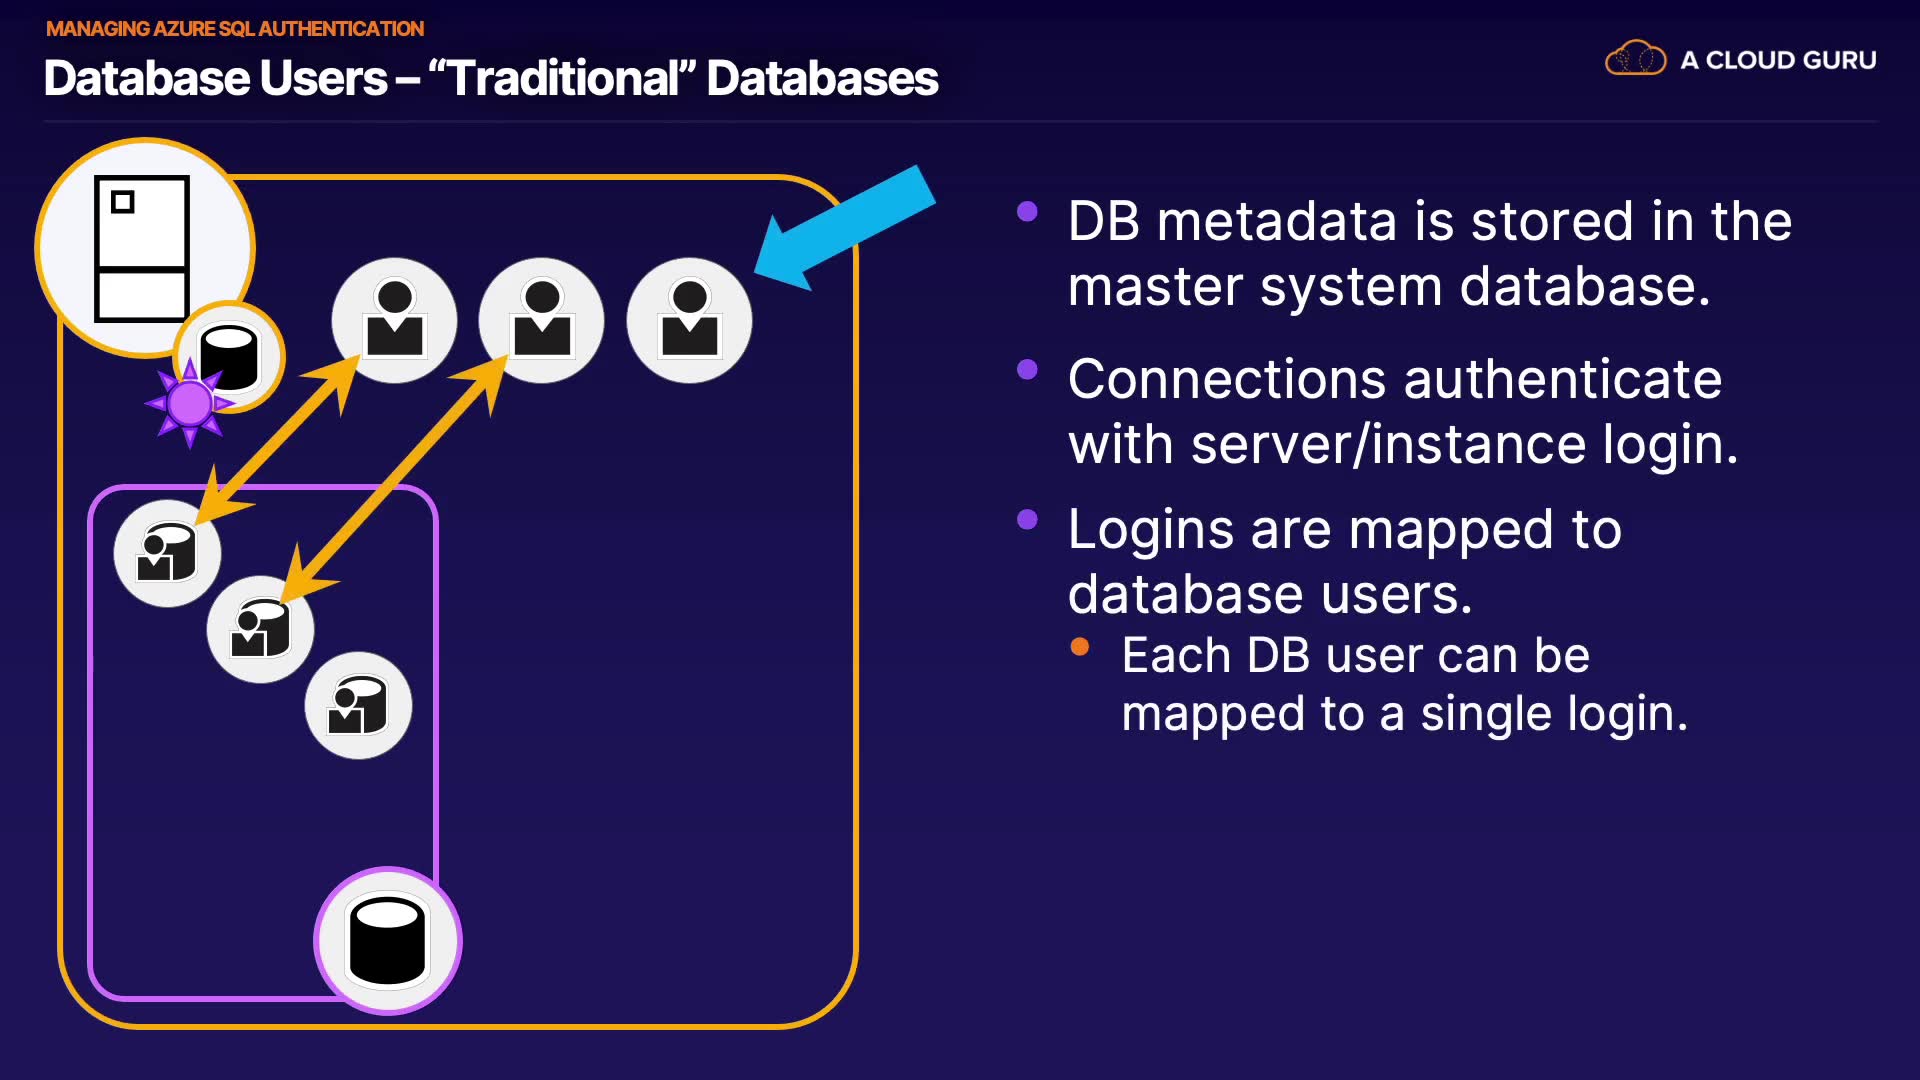 MANAGING AZURE SQL AUTHENTICATION
Database Users – “Traditional” Databases
A CLOUD GURU
DB metadata is stored in the
master system database.
Connections authenticate
with server/instance login.
Logins are mapped to
database users.
Each DB user can be
mapped to a single login.